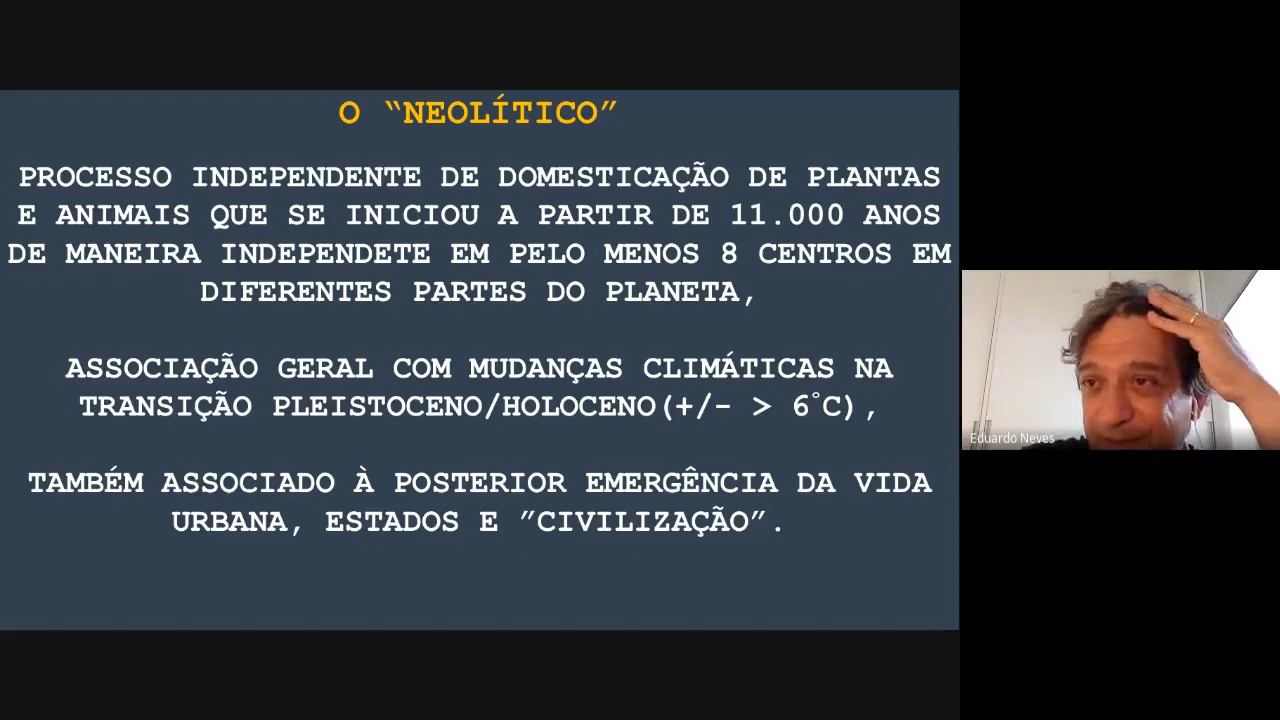 O “NEOLÍTICO”
PROCESSO INDEPENDENTE DE DOMESTICAÇÃO DE PLANTAS
E ANIMAIS QUE SE INICIOU A PARTIR DE 11.000 ANOS
DE MANEIRA INDEPENDETE EM PELO MENOS 8 CENTROS EM
DIFERENTES PARTES DO PLANETA,
ASSOCIAÇÃO GERAL COM MUDANÇAS CLIMÁTICAS NA
TRANSIÇÃO PLEISTOCENO/HOLOCENO(+/- > 6°C),
TAMBÉM ASSOCIADO À POSTERIOR EMERGÊNCIA DA VIDA
URBANA, ESTADOS E ”CIVILIZAÇÃO”.
Eduardo Neves